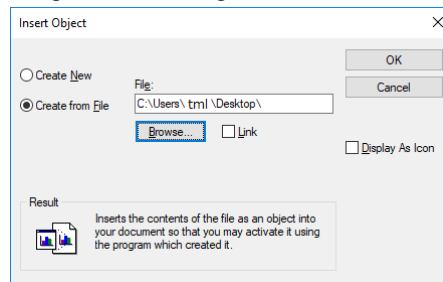 Insert Object
Create New
Create from File
File:
C:\Users\ tml \Desktop\
Browse...
Link
OK
Cancel
Display As Icon
Result
Inserts the contents of the file as an object into
your document so that you may activate it using
the program which created it.